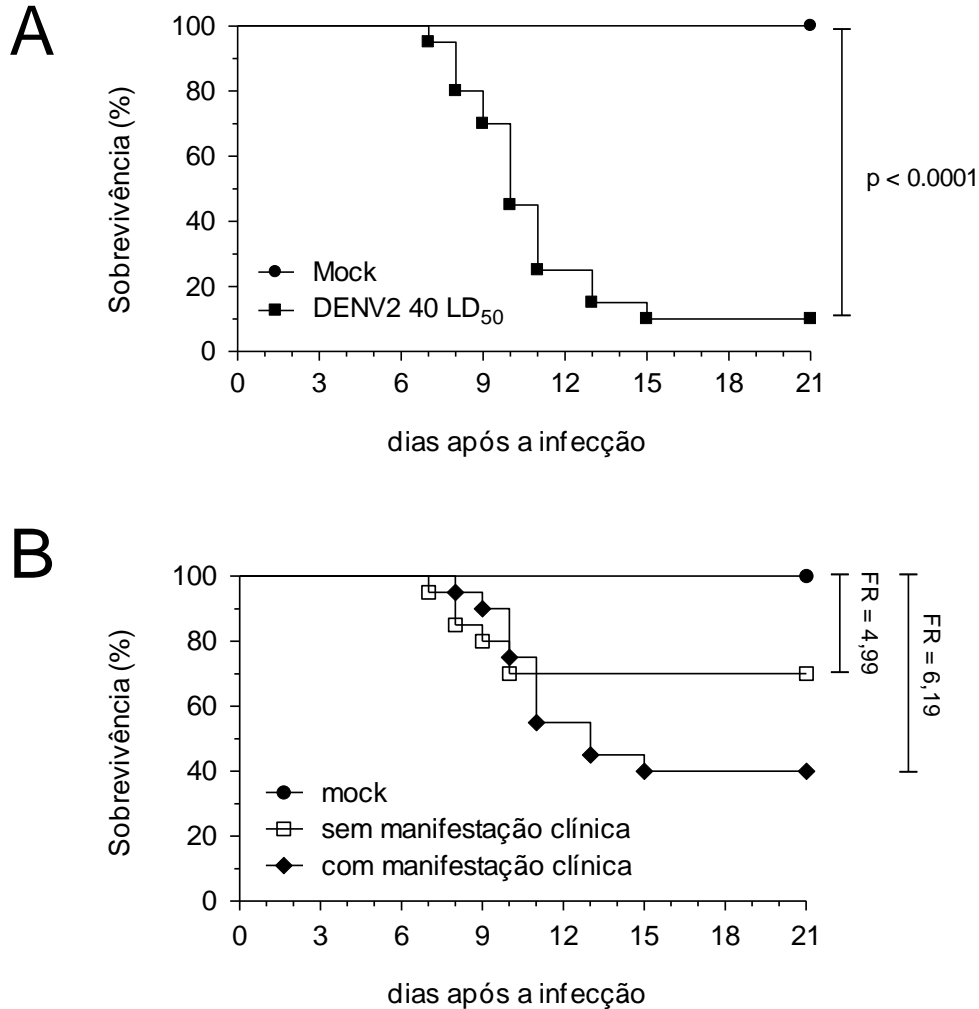 A
Sobrevivência (%)
100
80
60
40
20
0
Mock
DENV2 40 LD50
p < 0.0001
0 3 6 9 12 15 18 21
dias após a infecção
B
Sobrevivência (%)
100
80
60
40
20
0
mock
sem manifestação clínica
com manifestação clínica
FR = 4,99
FR = 6,19
0 3 6 9 12 15 18 21
dias após a infecção